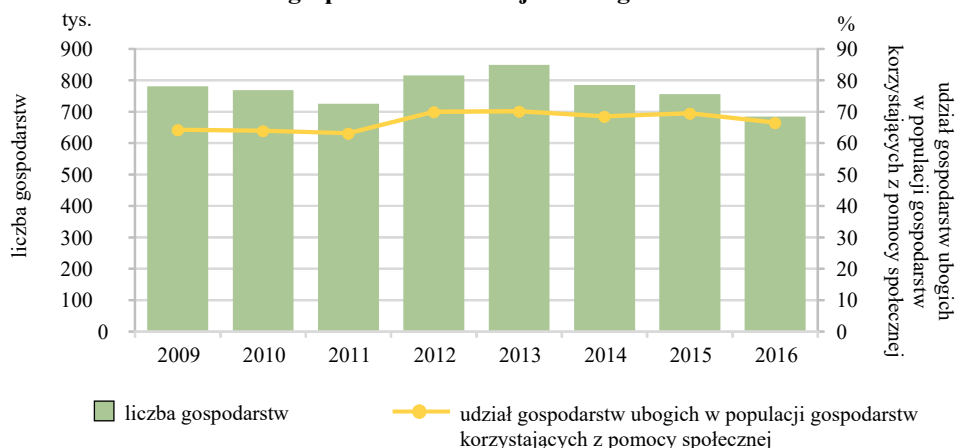 tys.
%
900
800
700
600
500
400
300
200
100
0
liczba gospodarstw
90
80
70
60
50
40
30
20
10
0
udział gospodarstw ubogich
w populacji gospodarstw
korzystających z pomocy społecznej
2009 2010 2011 2012 2013 2014 2015 2016
liczba gospodarstw
udział gospodarstw ubogich w populacji gospodarstw
korzystających z pomocy społecznej